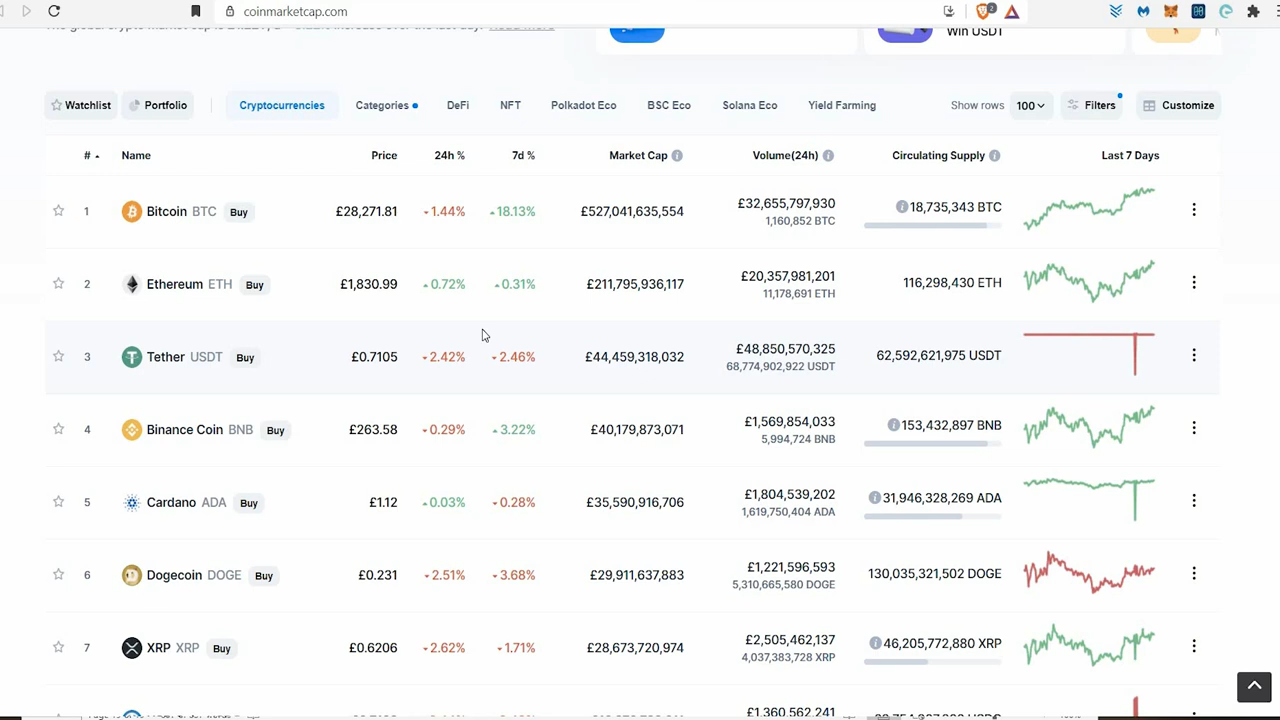 coinmarketcap.com
2
Win USDT
Watchlist Portfolio Cryptocurrencies Categories DeFi NFT Polkadot Eco BSC Eco Solana Eco Yield Farming Show rows 100 Filters Customize
# Name Price 24h % 7d % Market Cap Volume(24h) Circulating Supply Last 7 Days
1 Bitcoin BTC Buy £28,271.81 1.44% 18.13% £527,041,635,554 £32,655,797,930 18,735,343 BTC
1,160,852 BTC
2 Ethereum ETH Buy £1,830.99 0.72% 0.31% £211,795,936,117 £20,357,981,201 116,298,430 ETH
11,178,691 ETH
3 Tether USDT Buy £0.7105 2.42% 2.46% £44,459,318,032 £48,850,570,325 62,592,621,975 USDT
68,774,902,922 USDT
4 Binance Coin BNB Buy £263.58 0.29% 3.22% £40,179,873,071 £1,569,854,033 153,432,897 BNB
5,994,724 BNB
5 Cardano ADA Buy £1.12 0.03% 0.28% £35,590,916,706 £1,804,539,202 31,946,328,269 ADA
1,619,750,404 ADA
6 Dogecoin DOGE Buy £0.231 2.51% 3.68% £29,911,637,883 £1,221,596,593 130,035,321,502 DOGE
5,310,665,580 DOGE
7 XRP XRP Buy £0.6206 2.62% 1.71% £28,673,720,974 £2,505,462,137 46,205,772,880 XRP
4,037,383,728 XRP
£1,360,562,241